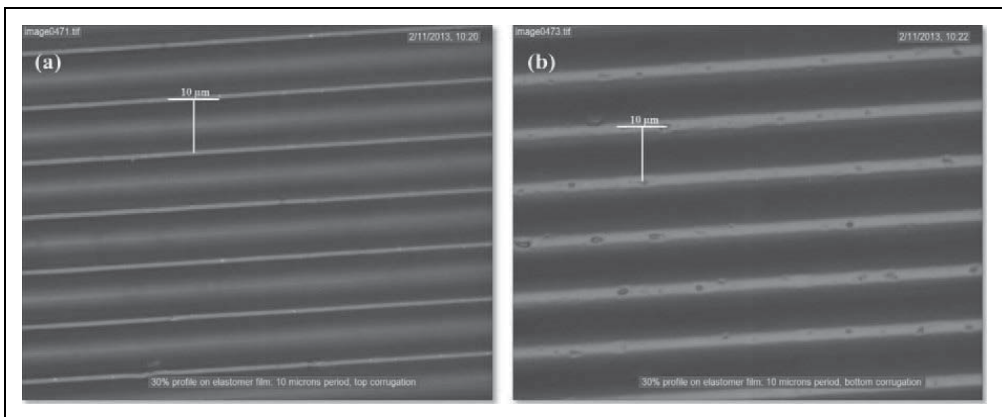 image0471.tif
2/11/2013, 10:20
(a)
10 µm
30% profile on elastomer film: 10 microns period, top corrugation
image0473.tif
2/11/2013, 10:22
(b)
10 µm
30% profile on elastomer film: 10 microns period, bottom corrugation